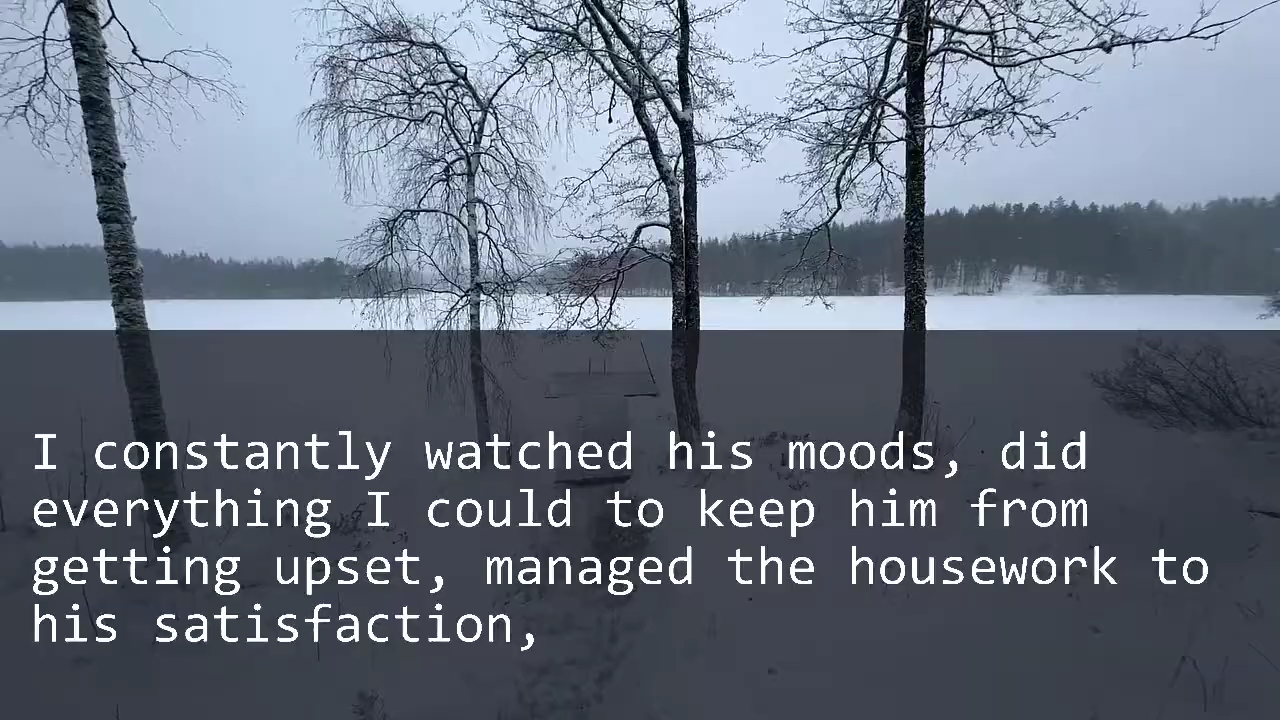 I constantly watched his moods, did
everything I could to keep him from
getting upset, managed the housework to
his satisfaction,